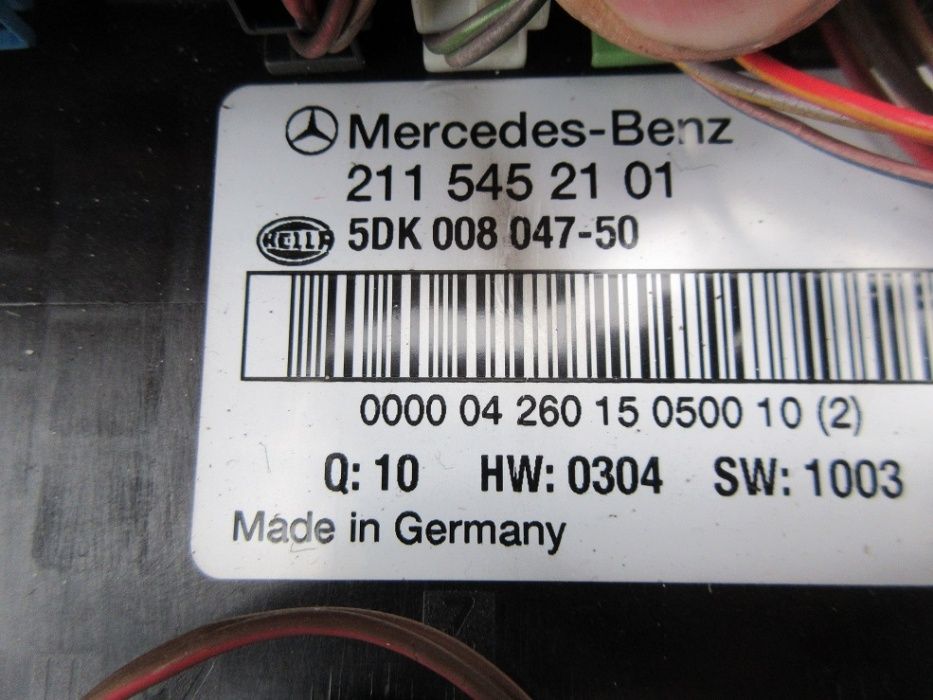 Mercedes-Benz
211 545 21 01
HELLA 5DK 008 047-50
0000 04 260 15 0500 10 (2)
Q: 10 HW: 0304 SW: 1003
Made in Germany